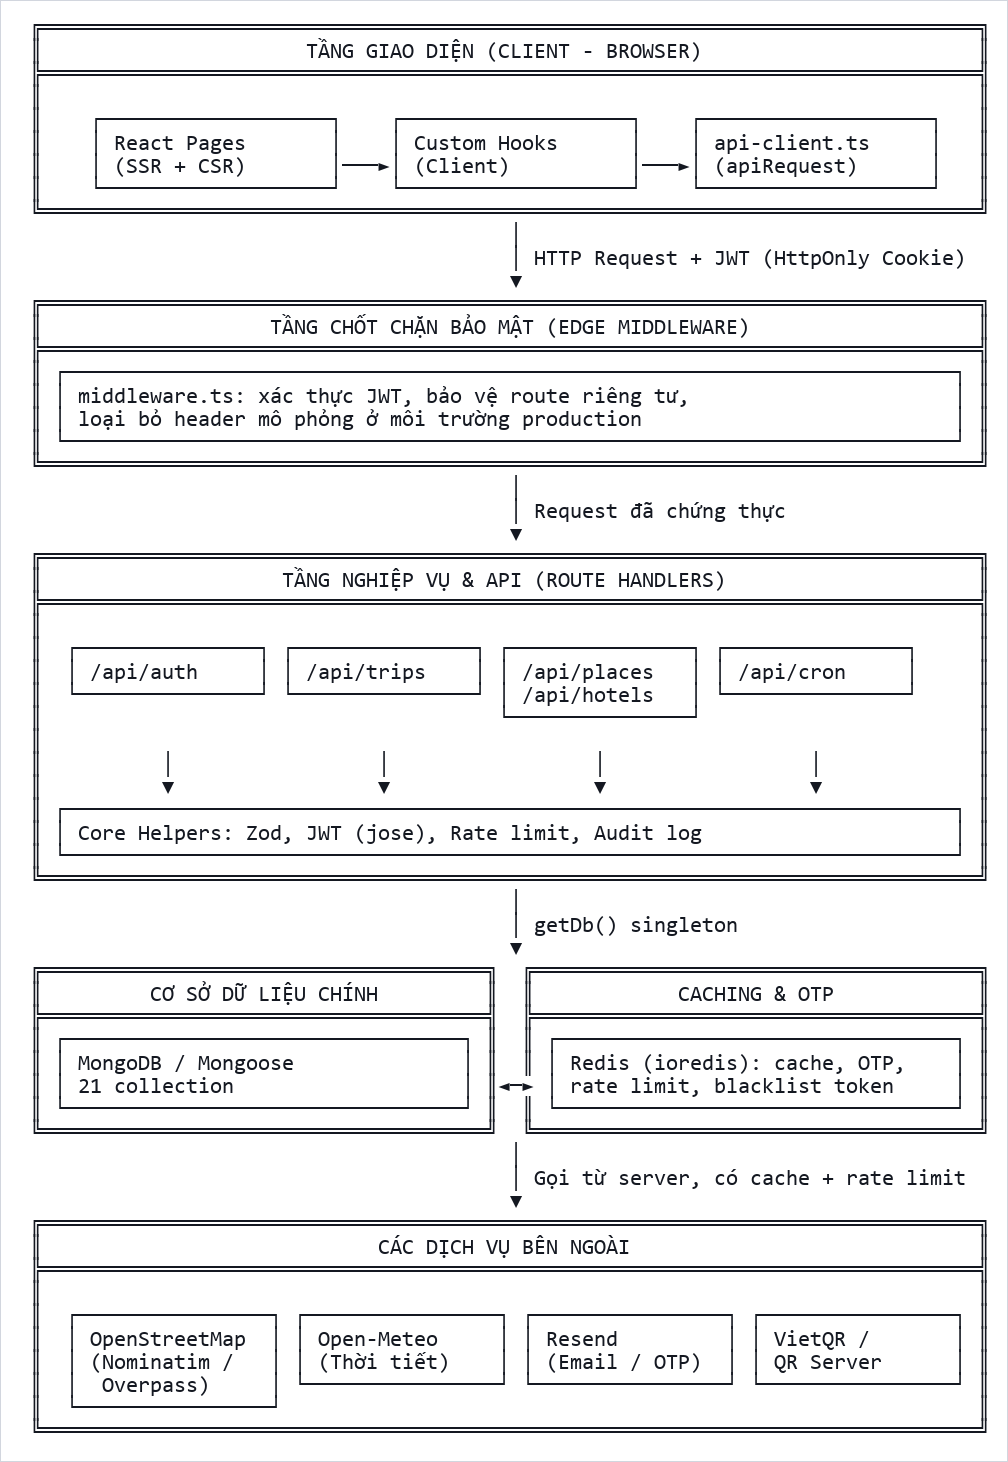 TẦNG GIAO DIỆN (CLIENT - BROWSER)
React Pages
(SSR + CSR)
Custom Hooks
(Client)
api-client.ts
(apiRequest)
HTTP Request + JWT (HttpOnly Cookie)
TẦNG CHỐT CHẶN BẢO MẬT (EDGE MIDDLEWARE)
middleware.ts: xác thực JWT, bảo vệ route riêng tư,
loại bỏ header mô phỏng ở môi trường production
Request đã chứng thực
TẦNG NGHIỆP VỤ & API (ROUTE HANDLERS)
/api/auth
/api/trips
/api/places
/api/hotels
/api/cron
Core Helpers: Zod, JWT (jose), Rate limit, Audit log
getDb() singleton
CƠ SỞ DỮ LIỆU CHÍNH
MongoDB / Mongoose
21 collection
CACHING & OTP
Redis (ioredis): cache, OTP,
rate limit, blacklist token
Gọi từ server, có cache + rate limit
CÁC DỊCH VỤ BÊN NGOÀI
OpenStreetMap
(Nominatim /
Overpass)
Open-Meteo
(Thời tiết)
Resend
(Email / OTP)
VietQR /
QR Server